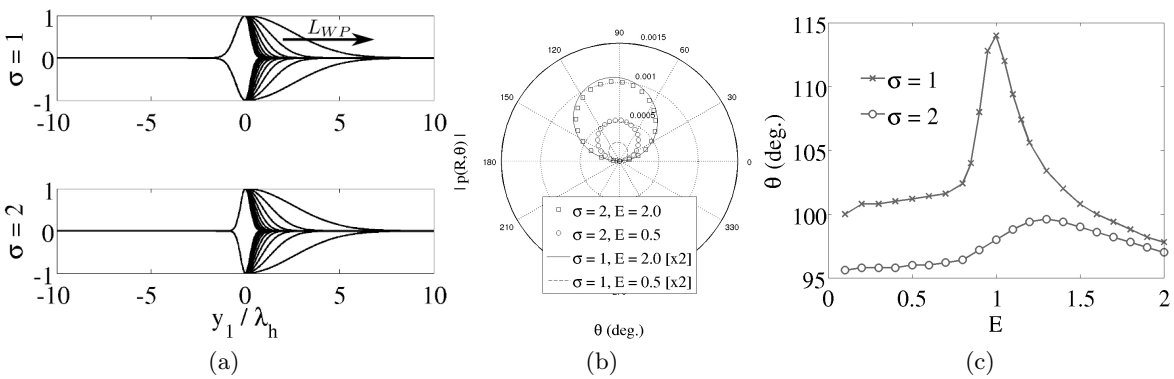 σ = 1
1
0
-1
-10
-5
0
5
10
L_WP
σ = 2
1
0
-1
-10
-5
0
5
10
y_1 / λ_h
(a)
| p(R,θ) |
90
0.0015
120
60
0.001
150
30
0.0005
180
0
210
330
σ = 2, E = 2.0
σ = 2, E = 0.5
σ = 1, E = 2.0 [x2]
σ = 1, E = 0.5 [x2]
θ (deg.)
(b)
θ (deg.)
115
110
105
100
95
σ = 1
σ = 2
0
0.5
1
1.5
2
E
(c)